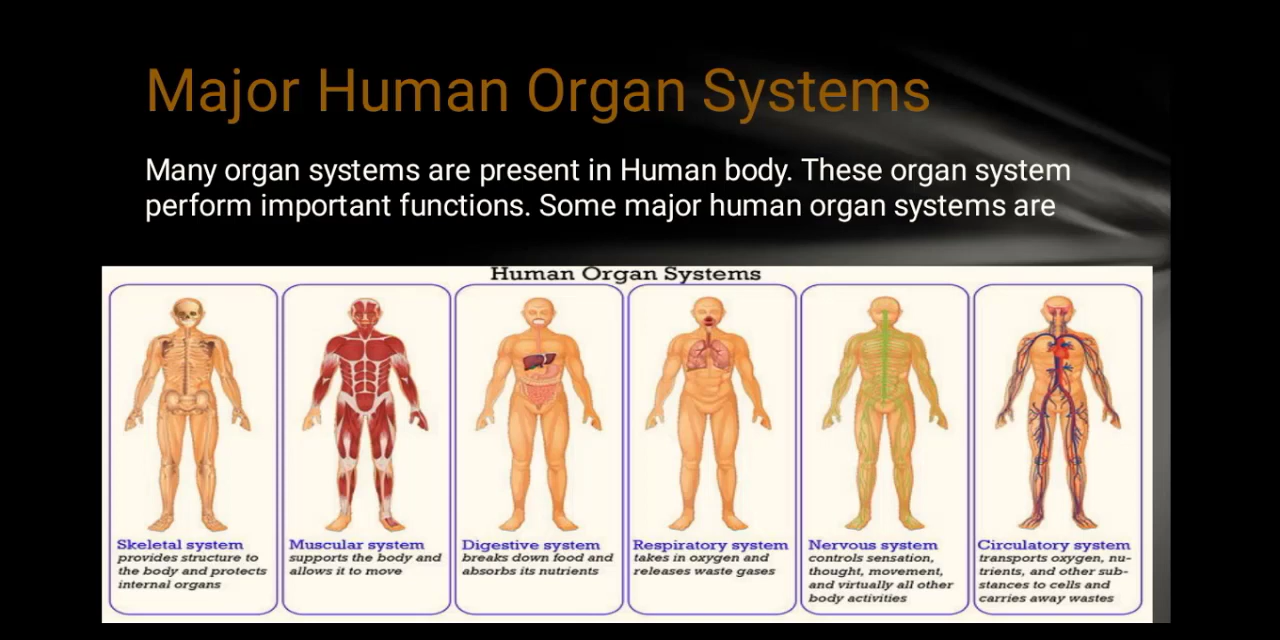 Major Human Organ Systems
Many organ systems are present in Human body. These organ system
perform important functions. Some major human organ systems are
Human Organ Systems
Skeletal system
provides structure to
the body and protects
internal organs
Muscular system
supports the body and
allows it to move
Digestive system
breaks down food and
absorbs its nutrients
Respiratory system
takes in oxygen and
releases waste gases
Nervous system
controls sensation,
thought, movement,
and virtually all other
body activities
Circulatory system
transports oxygen, nu-
trients, and other sub-
stances to cells and
carries away wastes